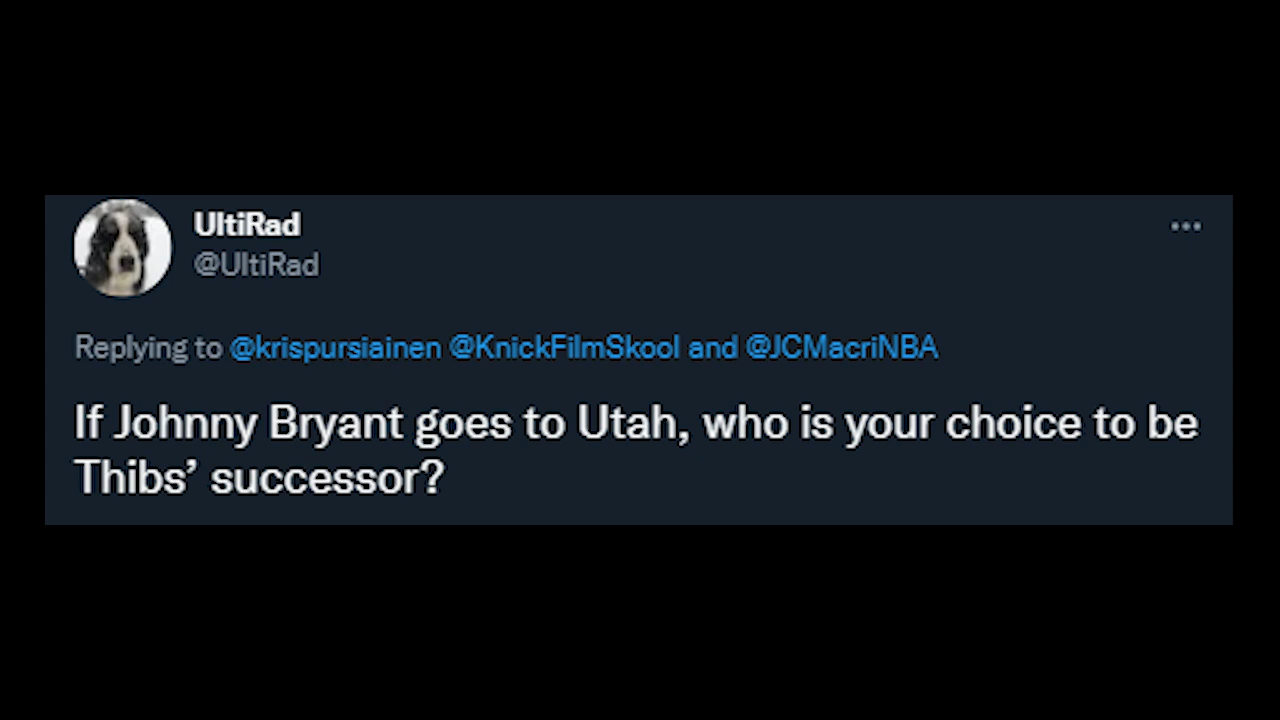 UltiRad
@UltiRad
Replying to @krispursiainen @KnickFilmSkool and @JCMacriNBA
If Johnny Bryant goes to Utah, who is your choice to be
Thibs’ successor?